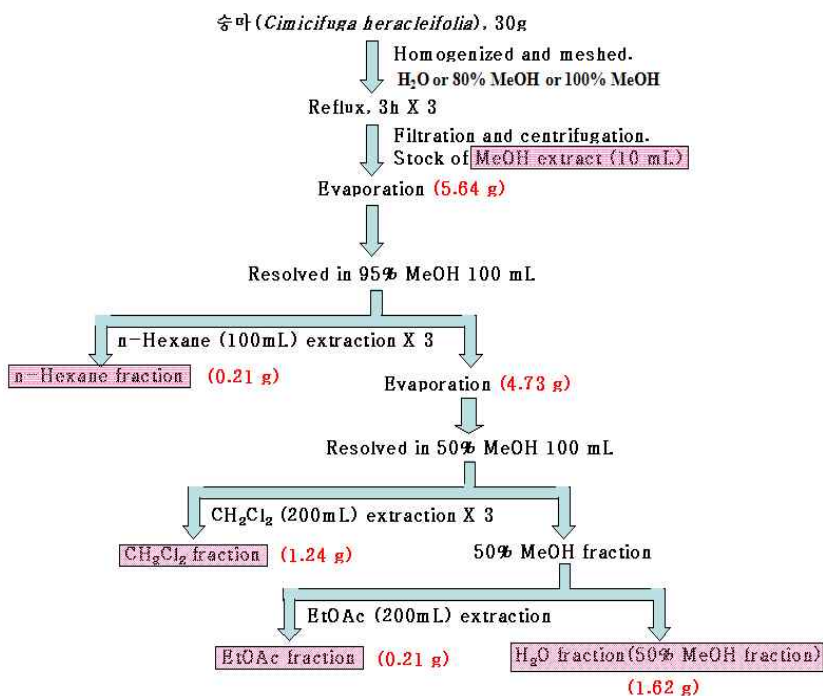 승마(Cimicifuga heracleifolia), 30g
Homogenized and meshed.
H₂O or 80% MeOH or 100% MeOH
Reflux, 3h X 3
Filtration and centrifugation.
Stock of MeOH extract (10 mL)
Evaporation (5.64 g)
Resolved in 95% MeOH 100 mL
n-Hexane (100mL) extraction X 3
n-Hexane fraction (0.21 g)
Evaporation (4.73 g)
Resolved in 50% MeOH 100 mL
CH₂Cl₂ (200mL) extraction X 3
CH₂Cl₂ fraction (1.24 g)
50% MeOH fraction
EtOAc (200mL) extraction
EtOAc fraction (0.21 g)
H₂O fraction(50% MeOH fraction)
(1.62 g)